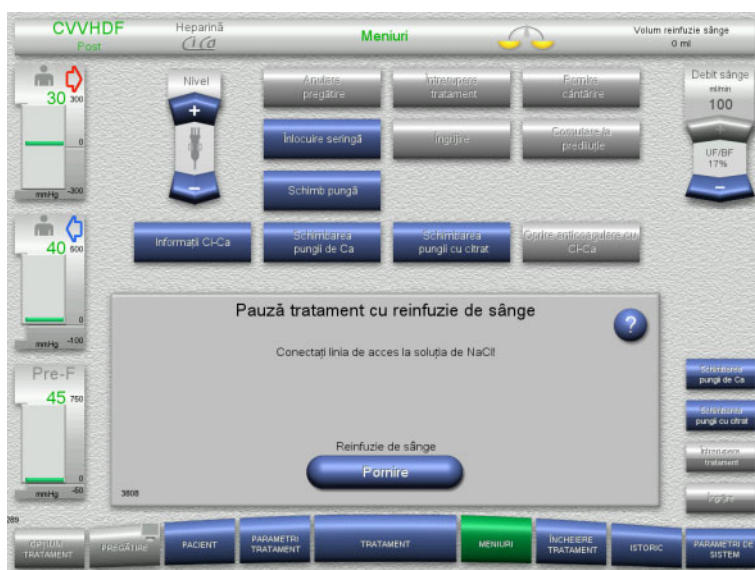 CVVHDF
Post
Heparină
Ci Ca
Meniuri
Volum reinfuzie sânge
0 ml
30
300
0
mmHg -300
Nivel
+
–
Anulare pregătire
Întrerupere tratament
Pornire cântărire
Înlocuire seringă
Îngrijire
Comutare la prediluție
Schimb pungă
Debit sânge
ml/min
100
+
UF/BF
17%
–
40
500
0
mmHg -100
Informații Ci-Ca
Schimbarea pungii de Ca
Schimbarea pungii cu citrat
Oprire anticoagulare cu Ci-Ca
Pauză tratament cu reinfuzie de sânge
?
Conectați linia de acces la soluția de NaCl!
Reinfuzie de sânge
Pornire
3808
Pre-F
45
750
0
mmHg -50
Schimbarea pungii de Ca
Schimbarea pungii cu citrat
Întrerupere tratament
Îngrijire
289
OPȚIUNI TRATAMENT
PREGĂTIRE
PACIENT
PARAMETRI TRATAMENT
TRATAMENT
MENIURI
ÎNCHEIERE TRATAMENT
ISTORIC
PARAMETRI DE SISTEM